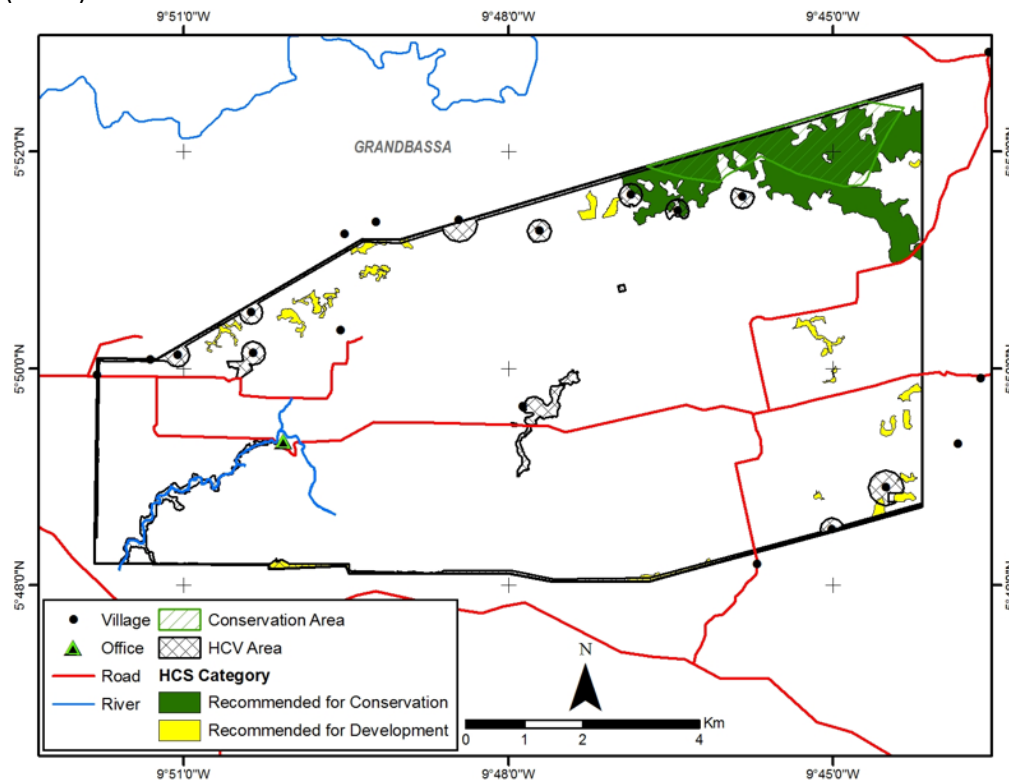 9°51'0"W
9°48'0"W
9°45'0"W
5°52'0"N
GRANDBASSA
5°50'0"N
5°48'0"N
Village
Conservation Area
Office
HCV Area
Road
HCS Category
River
Recommended for Conservation
Recommended for Development
N
Km
0 1 2 4
9°51'0"W
9°48'0"W
9°45'0"W